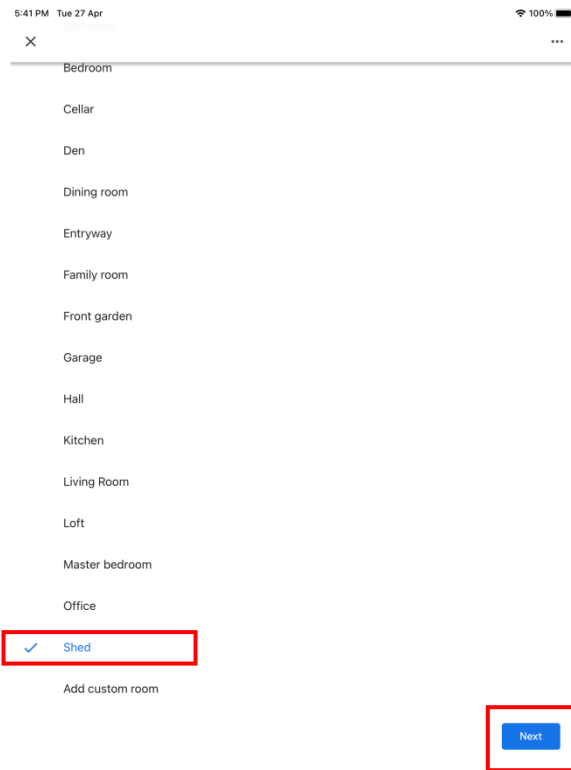 5:41 PM Tue 27 Apr 100%
Bathroom
Bedroom
Cellar
Den
Dining room
Entryway
Family room
Front garden
Garage
Hall
Kitchen
Living Room
Loft
Master bedroom
Office
Shed
Add custom room
Next